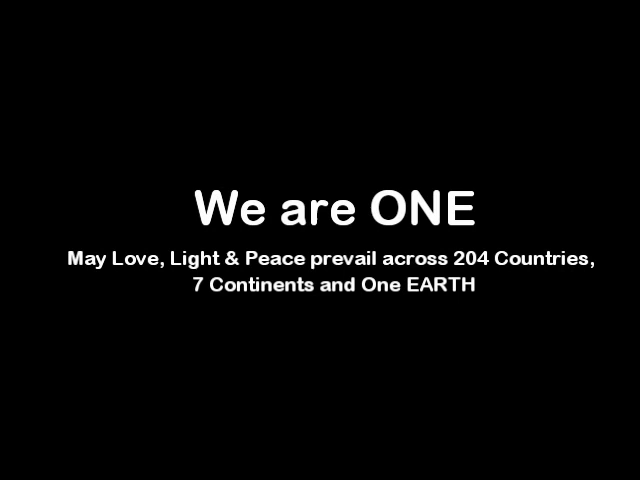 We are ONE
May Love, Light & Peace prevail across 204 Countries,
7 Continents and One EARTH